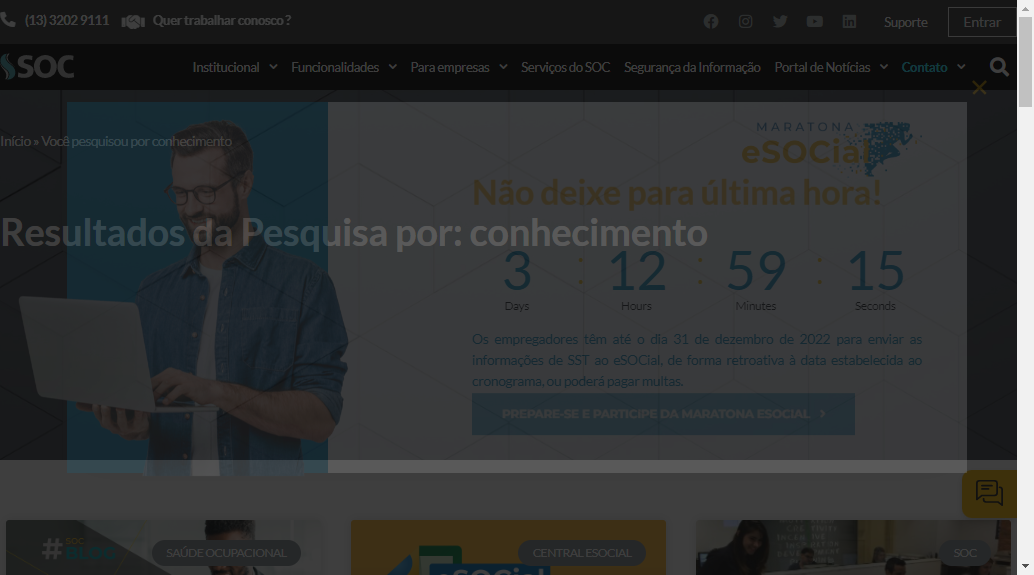 (13) 3202 9111 Quer trabalhar conosco ?
Suporte Entrar
SOC
Institucional Funcionalidades Para empresas Serviços do SOC Segurança da Informação Portal de Notícias Contato
MARATONA
eSOCial
Início » Você pesquisou por conhecimento
Não deixe para última hora!
Resultados da Pesquisa por: conhecimento
3 : 12 : 59 : 15
Days Hours Minutes Seconds
Os empregadores têm até o dia 31 de dezembro de 2022 para enviar as
informações de SST ao eSOCial, de forma retroativa à data estabelecida ao
cronograma, ou poderá pagar multas.
PREPARE-SE E PARTICIPE DA MARATONA ESOCIAL
# SOC BLOG
SAÚDE OCUPACIONAL
CENTRAL ESOCIAL
SOC
eSOCial